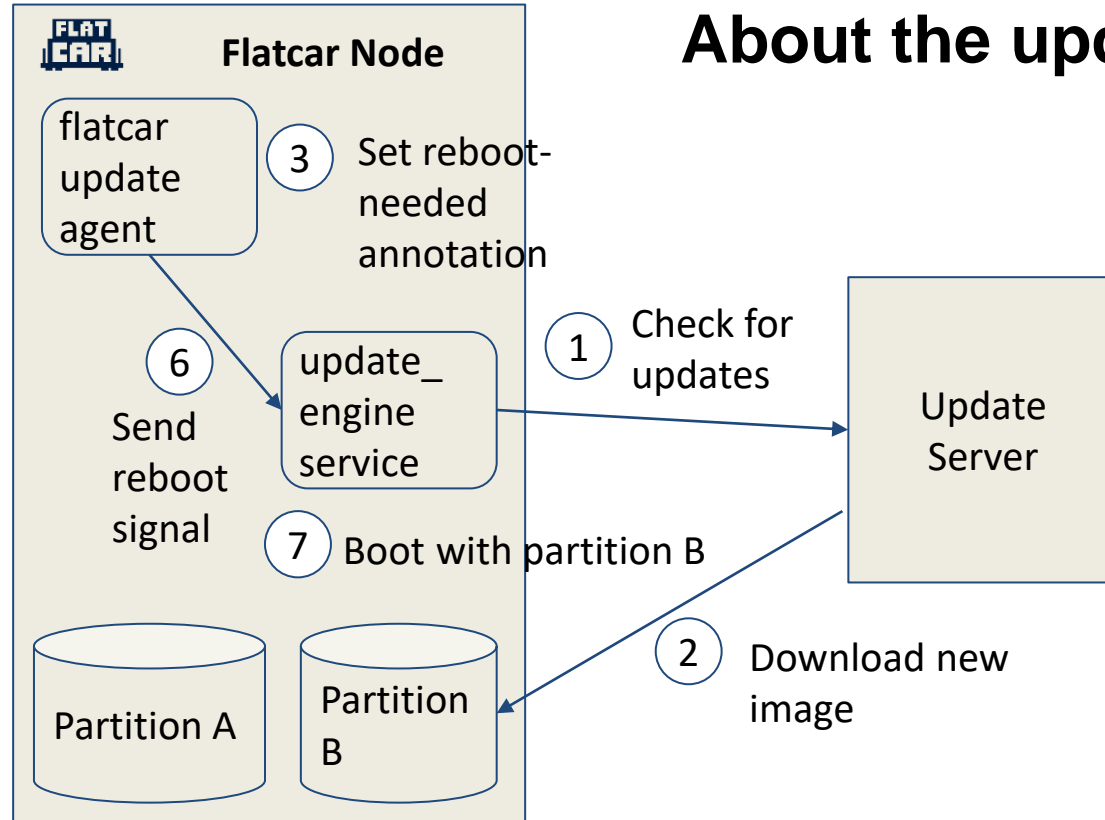 FLAT
CAR
Flatcar Node
About the upd
flatcar
update
agent
3
Set reboot-
needed
annotation
1
Check for
updates
6
Send
reboot
signal
update_
engine
service
Update
Server
7
Boot with partition B
2
Download new
image
Partition A
Partition
B